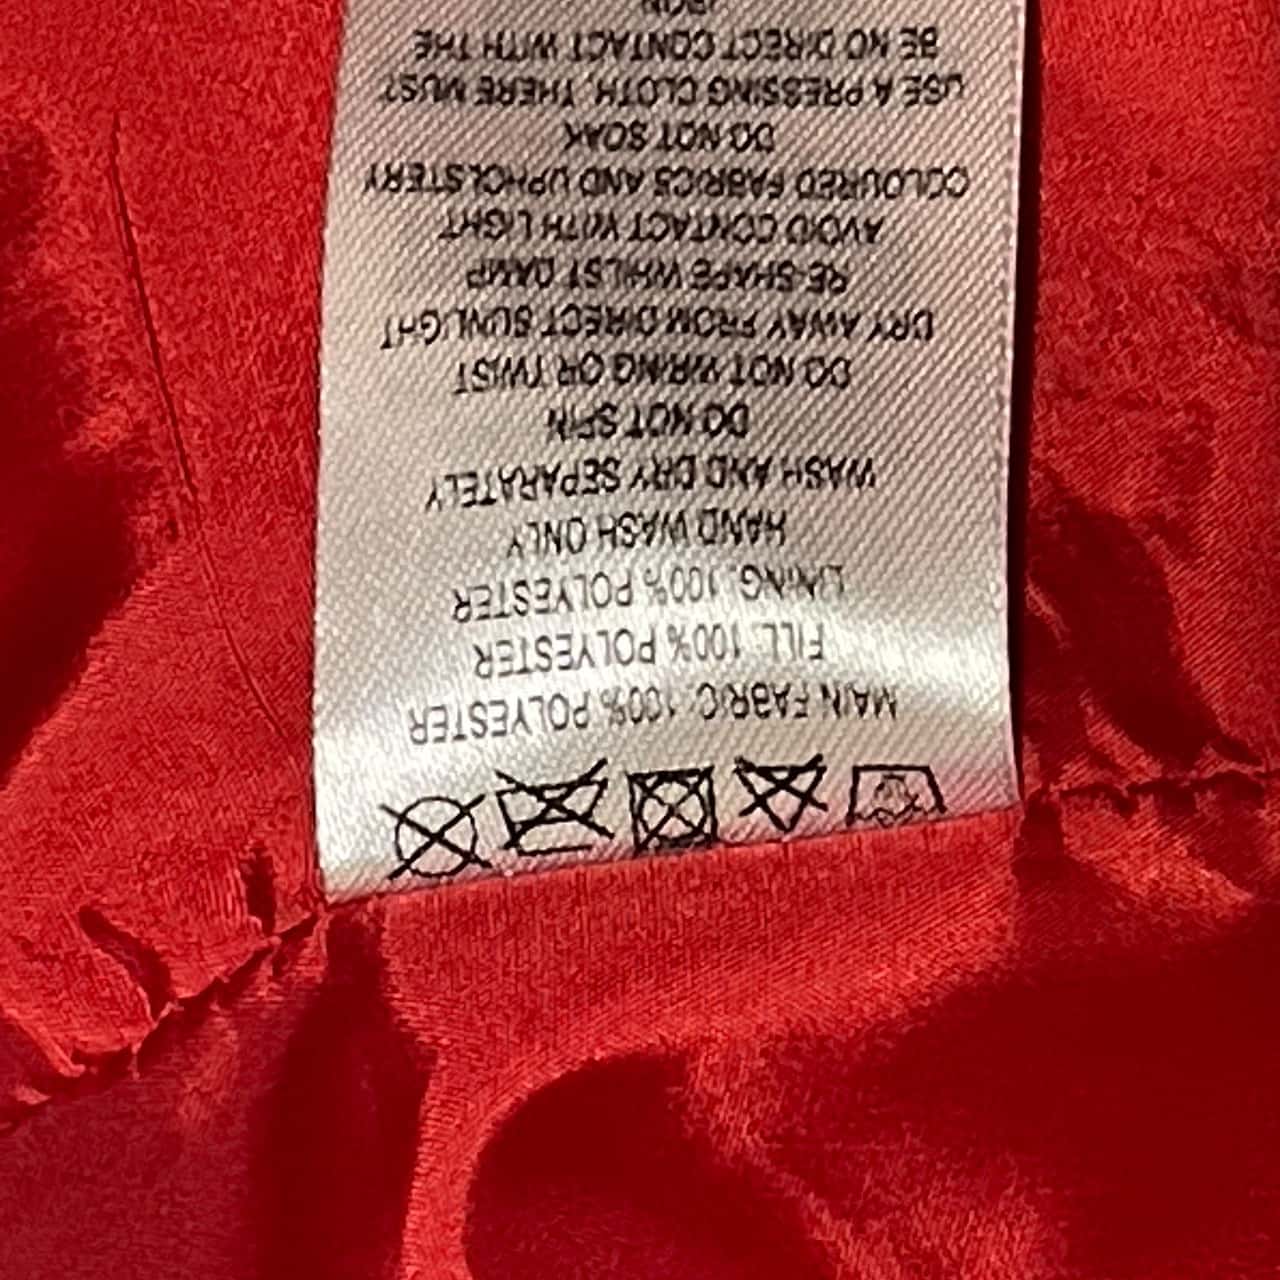 MAIN FABRIC: 100% POLYESTER
FILL: 100% POLYESTER
LINING: 100% POLYESTER
HAND WASH ONLY
WASH AND DRY SEPARATELY
DO NOT SPIN
DO NOT WRING OR TWIST
DRY AWAY FROM DIRECT SUNLIGHT
RE-SHAPE WHILST DAMP
AVOID CONTACT WITH LIGHT
COLOURED FABRICS AND UPHOLSTERY
DO NOT SOAK
USE A PRESSING CLOTH, THERE MUST
BE NO DIRECT CONTACT WITH THE
IRON